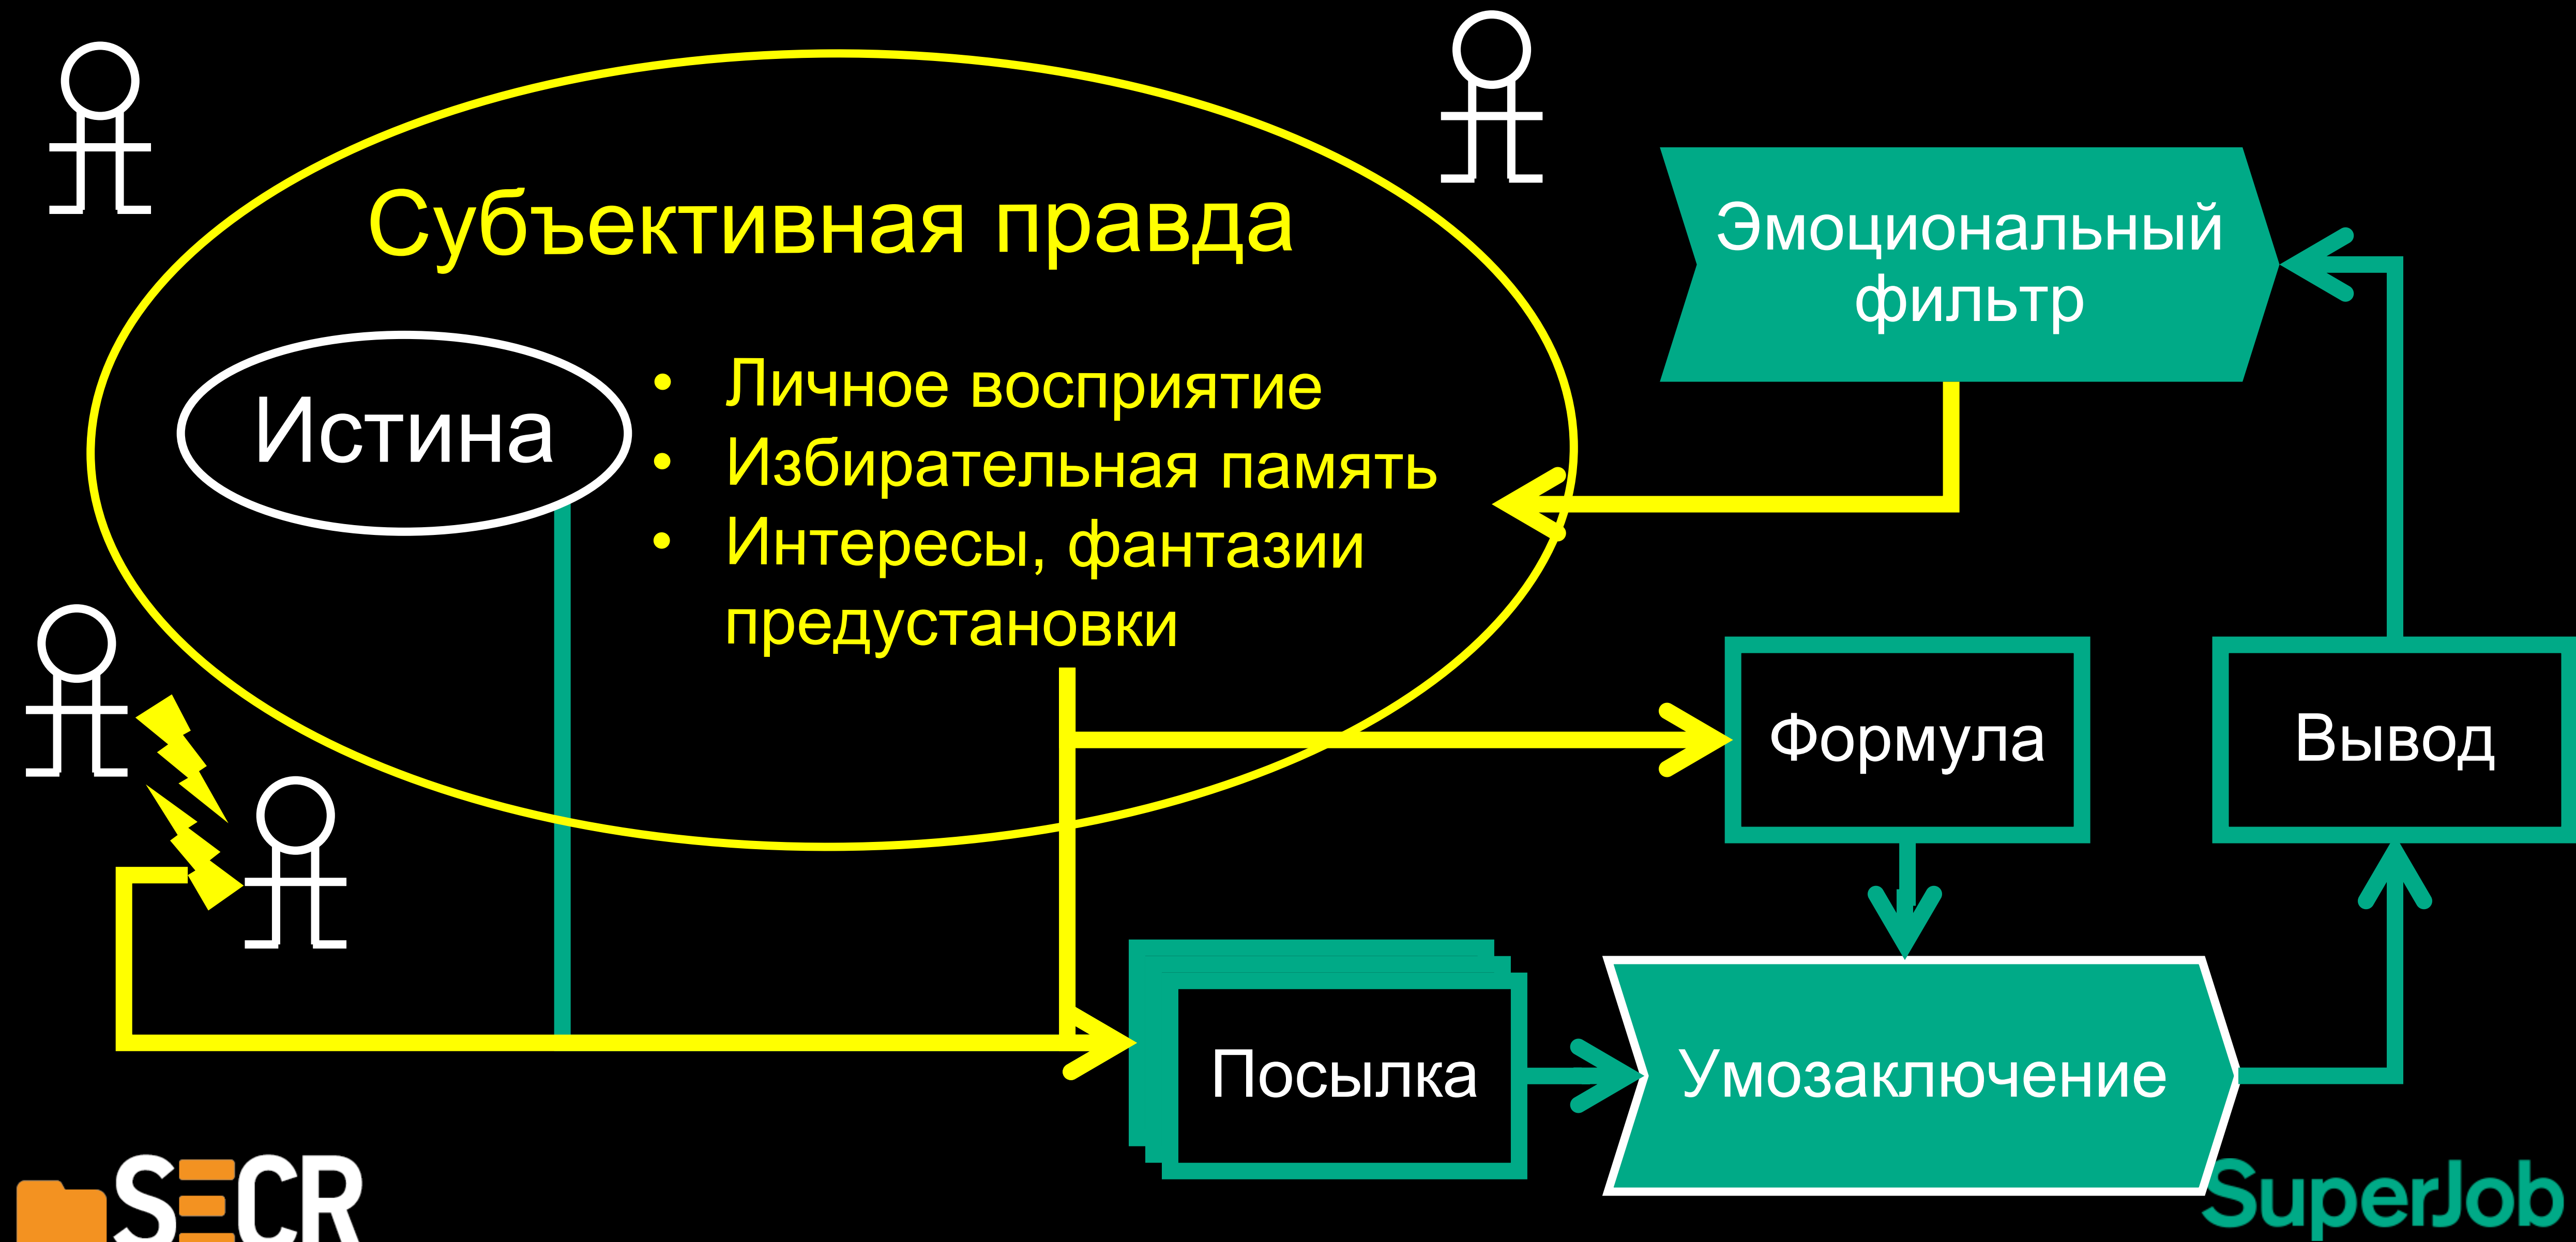 Субъективная правда
Истина
• Личное восприятие
• Избирательная память
• Интересы, фантазии
предустановки
Эмоциональный
фильтр
Формула
Вывод
Посылка
Умозаключение
SECR
SuperJob